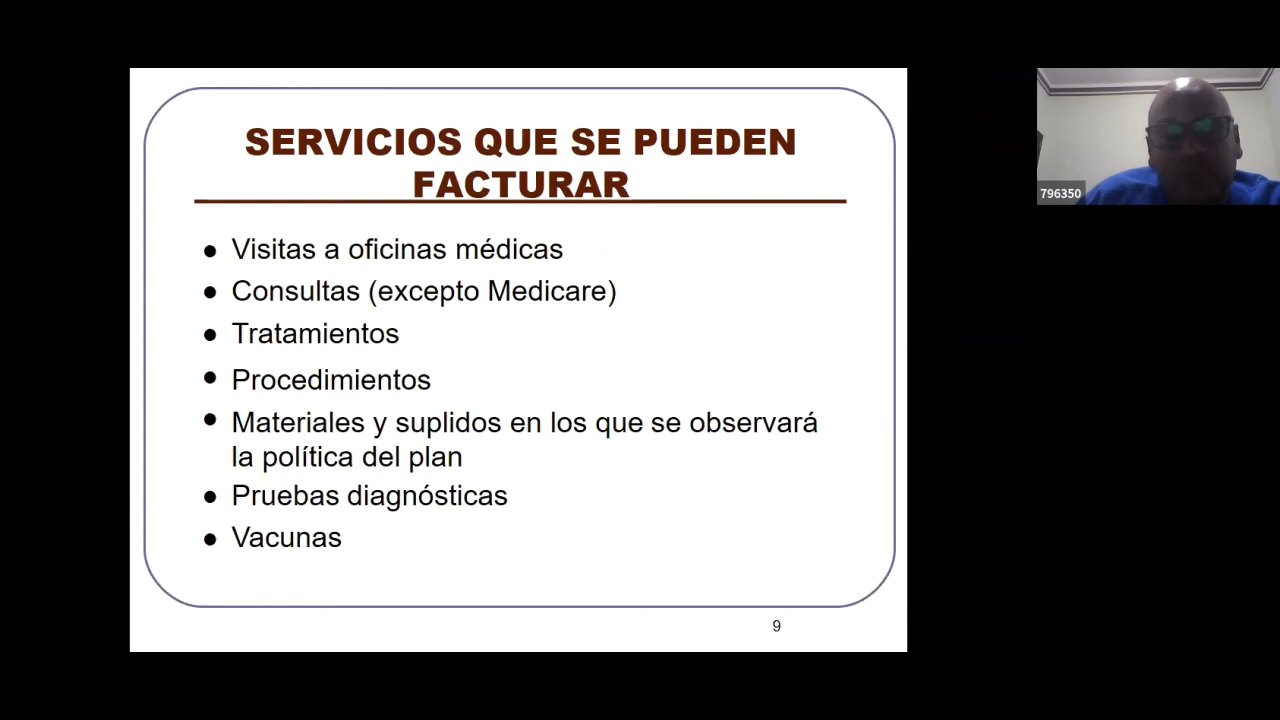 SERVICIOS QUE SE PUEDEN
FACTURAR
● Visitas a oficinas médicas
● Consultas (excepto Medicare)
● Tratamientos
● Procedimientos
● Materiales y suplidos en los que se observará
la política del plan
● Pruebas diagnósticas
● Vacunas
9
796350